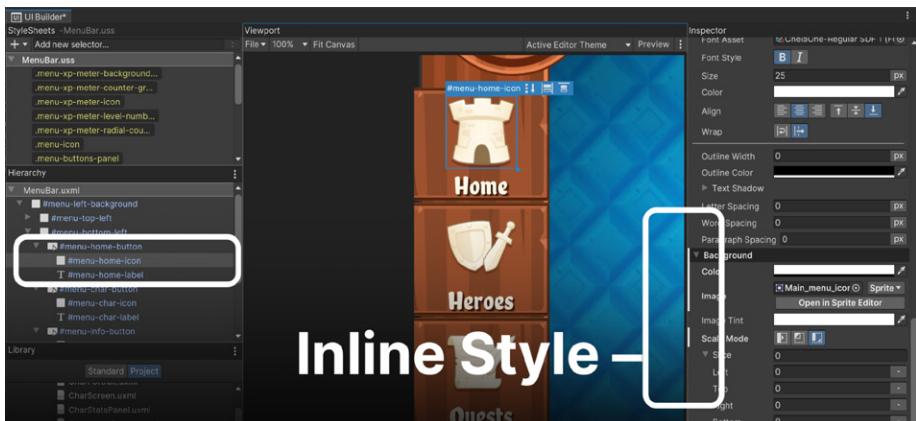 UI Builder*
StyleSheets - MenuBar.uss
Add new selector...
MenuBar.uss
.menu-xp-meter-background...
.menu-xp-meter-counter-gr...
.menu-xp-meter-icon
.menu-xp-meter-level-numb...
.menu-xp-meter-radial-cou...
.menu-icon
.menu-buttons-panel
Hierarchy
MenuBar.uxml
#menu-left-background
#menu-top-left
#menu-bottom-left
#menu-home-button
#menu-home-icon
#menu-home-label
#menu-char-button
#menu-char-icon
#menu-char-label
#menu-info-button
Library
Standard Project
CharScreen.uxml
CharStatsPanel.uxml
Viewport
File 100% Fit Canvas Active Editor Theme Preview
#menu-home-icon
Home
Heroes
Quests
Inline Style
Inspector
Font Asset
Font Style B I
Size 25 px
Color
Align
Wrap
Outline Width 0 px
Outline Color
Text Shadow
Letter Spacing 0 px
Word Spacing 0 px
Paragraph Spacing 0 px
Background
Color
Image Main_menu_icor Sprite
Open in Sprite Editor
Image Tint
Scale Mode
Slice 0
Left 0
Top 0
Right 0
Bottom